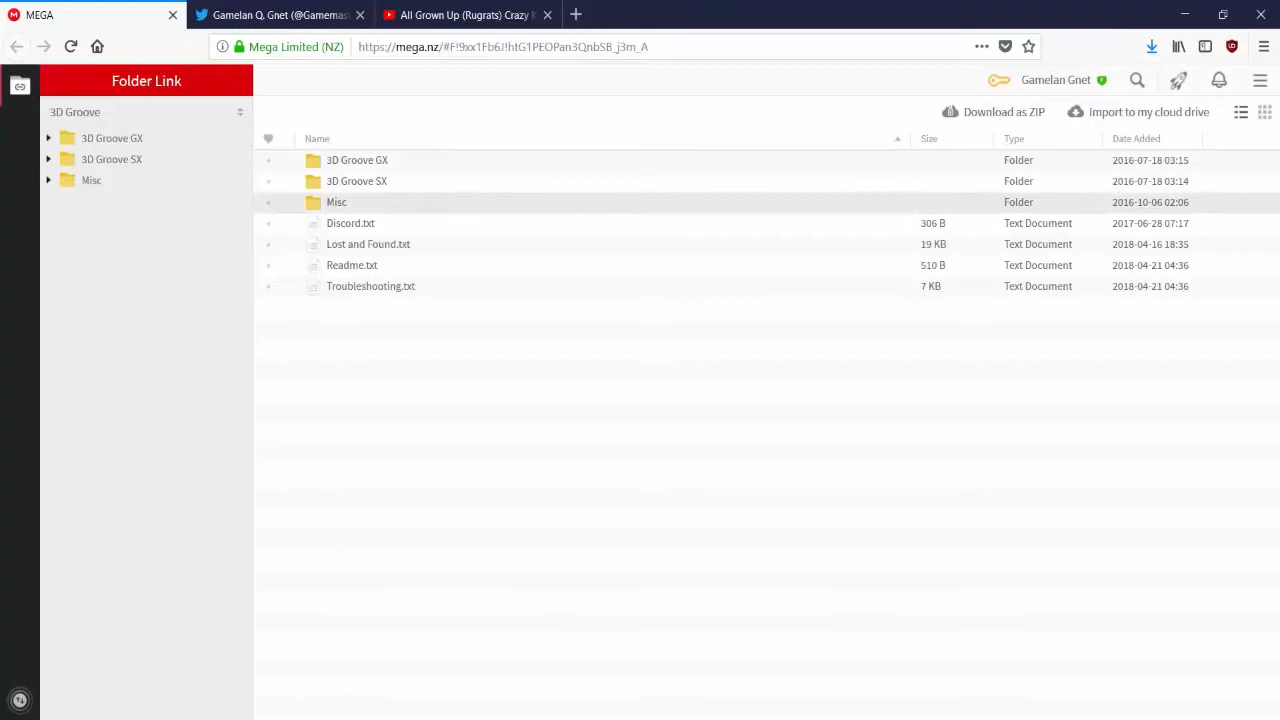 MEGA
Gamelan Q. Gnet (@Gamemas
All Grown Up (Rugrats) Crazy K
Mega Limited (NZ)
https://mega.nz/#F!9xx1Fb6J!htG1PEOPan3QnbSB_j3m_A
Folder Link
Gamelan Gnet
3D Groove
Download as ZIP
Import to my cloud drive
3D Groove GX
3D Groove SX
Misc
Name Size Type Date Added
3D Groove GX Folder 2016-07-18 03:15
3D Groove SX Folder 2016-07-18 03:14
Misc Folder 2016-10-06 02:06
Discord.txt 306 B Text Document 2017-06-28 07:17
Lost and Found.txt 19 KB Text Document 2018-04-16 18:35
Readme.txt 510 B Text Document 2018-04-21 04:36
Troubleshooting.txt 7 KB Text Document 2018-04-21 04:36